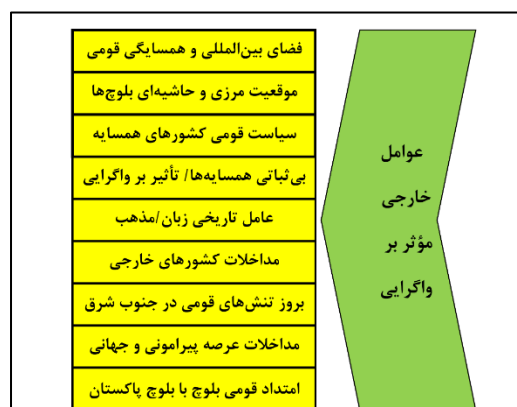 عوامل
خارجی
مؤثر بر
واگرایی
فضای بین‌المللی و همسایگی قومی
موقعیت مرزی و حاشیه‌ای بلوچ‌ها
سیاست قومی کشورهای همسایه
بی‌ثباتی همسایه‌ها/ تأثیر بر واگرایی
عامل تاریخی زبان/مذهب
مداخلات کشورهای خارجی
بروز تنش‌های قومی در جنوب شرق
مداخلات عرصه پیرامونی و جهانی
امتداد قومی بلوچ با بلوچ پاکستان